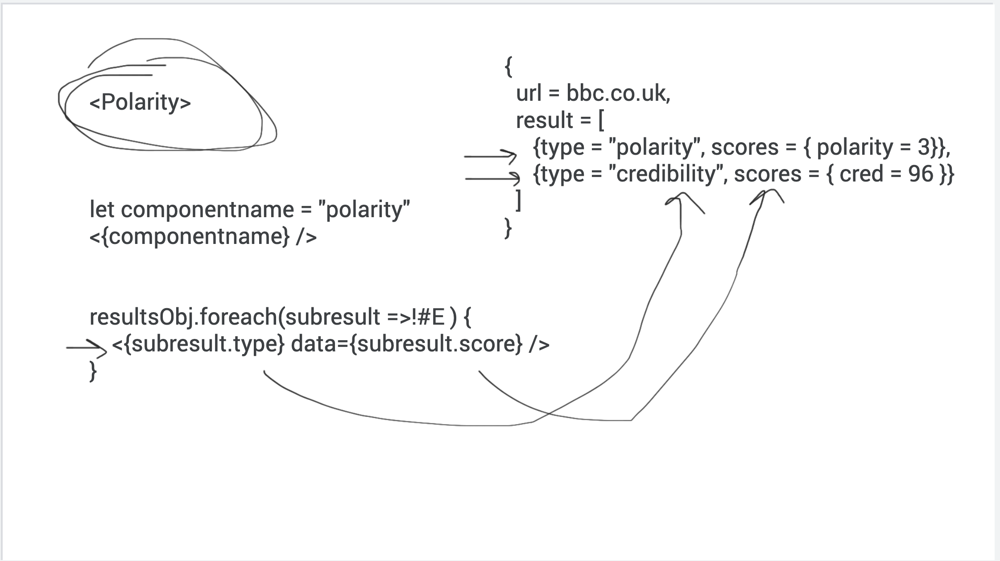 <Polarity>
let componentname = "polarity"
<{componentname} />
resultsObj.foreach(subresult =>!#E ) {
<{subresult.type} data={subresult.score} />
}
{
url = bbc.co.uk,
result = [
{type = "polarity", scores = { polarity = 3}},
{type = "credibility", scores = { cred = 96 }}
]
}